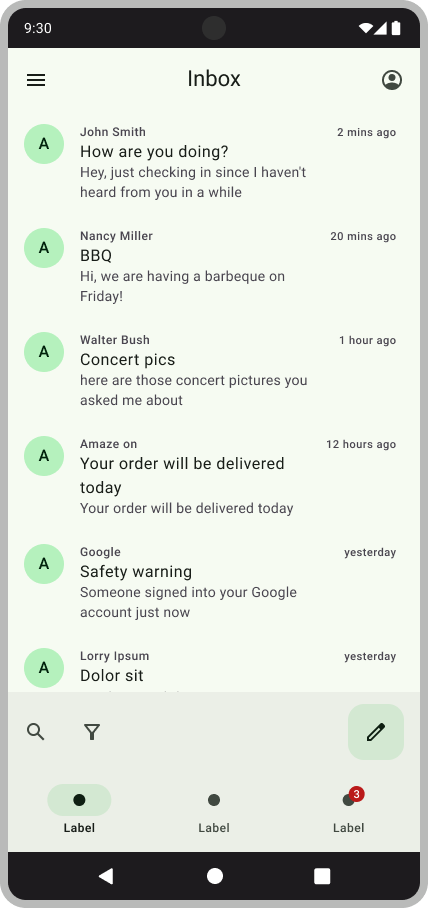 9:30
Inbox
A
John Smith
2 mins ago
How are you doing?
Hey, just checking in since I haven't
heard from you in a while
A
Nancy Miller
20 mins ago
BBQ
Hi, we are having a barbeque on
Friday!
A
Walter Bush
1 hour ago
Concert pics
here are those concert pictures you
asked me about
A
Amaze on
12 hours ago
Your order will be delivered
today
Your order will be delivered today
A
Google
yesterday
Safety warning
Someone signed into your Google
account just now
A
Lorry Ipsum
yesterday
Dolor sit
3
Label
Label
Label